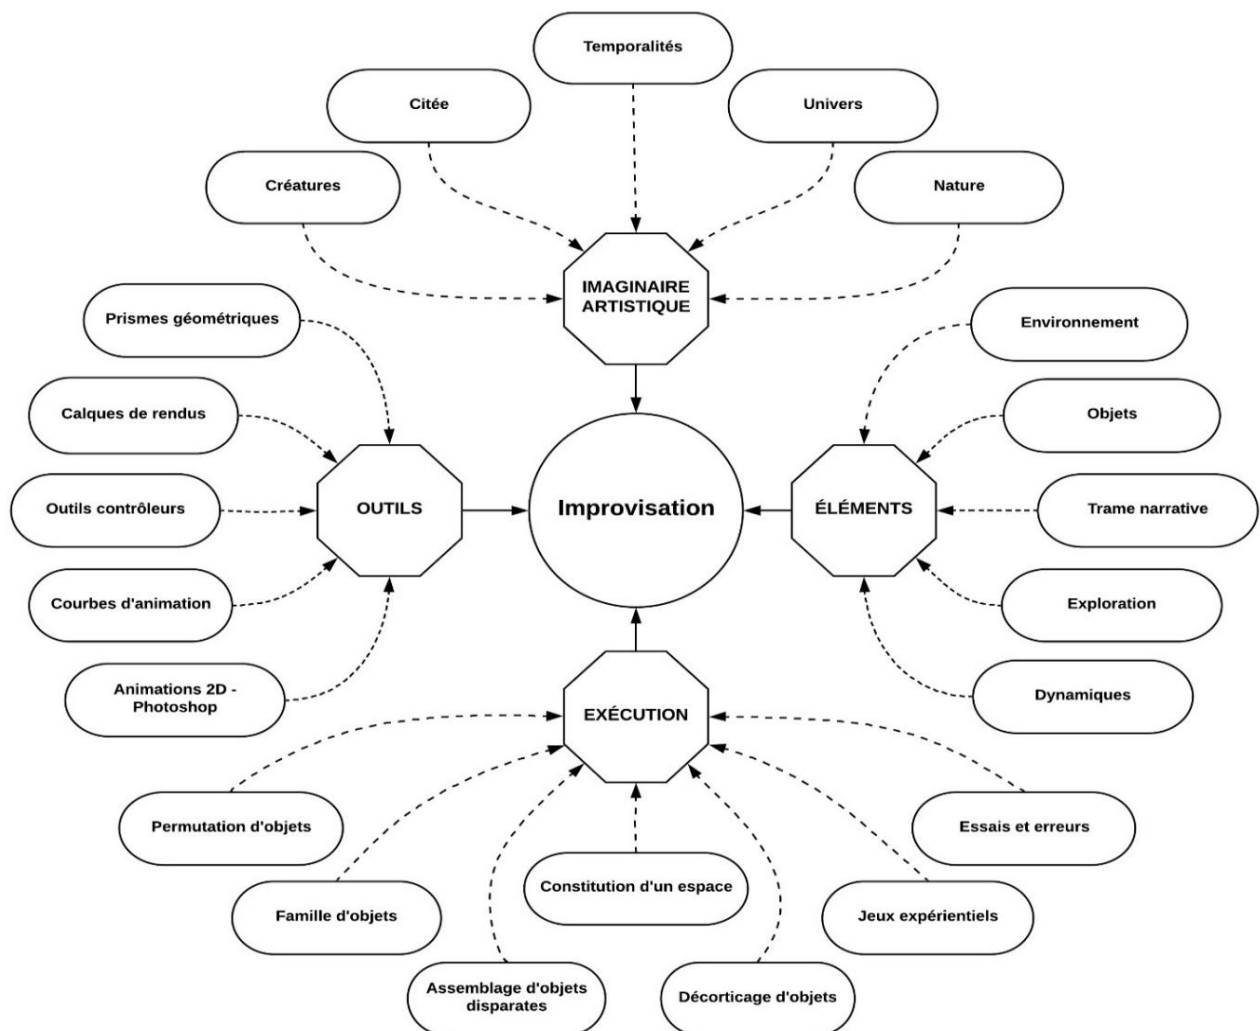 Temporalités
Citée
Univers
Créatures
Nature
IMAGINAIRE
ARTISTIQUE
Prismes géométriques
Environnement
Calques de rendus
Objets
OUTILS
Improvisation
ÉLÉMENTS
Outils contrôleurs
Trame narrative
Courbes d'animation
Exploration
Animations 2D -
Photoshop
Dynamiques
EXÉCUTION
Permutation d'objets
Essais et erreurs
Constitution d'un espace
Famille d'objets
Jeux expérientiels
Assemblage d'objets
disparates
Décorticage d'objets